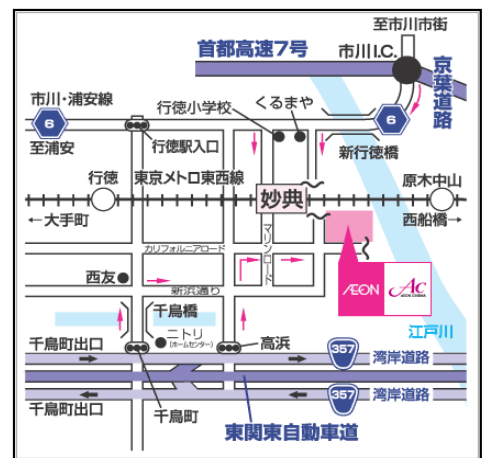 至市川市街
首都高速7号
市川I.C.
京葉道路
市川・浦安線
6
至浦安
行徳小学校
くるまや
6
行徳駅入口
新行徳橋
行徳
東京メトロ東西線
妙典
原木中山
←大手町
西船橋→
カリフォルニアロード
マリンロード
西友
新浜通り
ÆON
AC
AEON CINEMA
千鳥橋
ニトリ
(ホームセンター)
江戸川
千鳥町出口
高浜
357
湾岸道路
千鳥町出口
千鳥町
357
湾岸道路
東関東自動車道